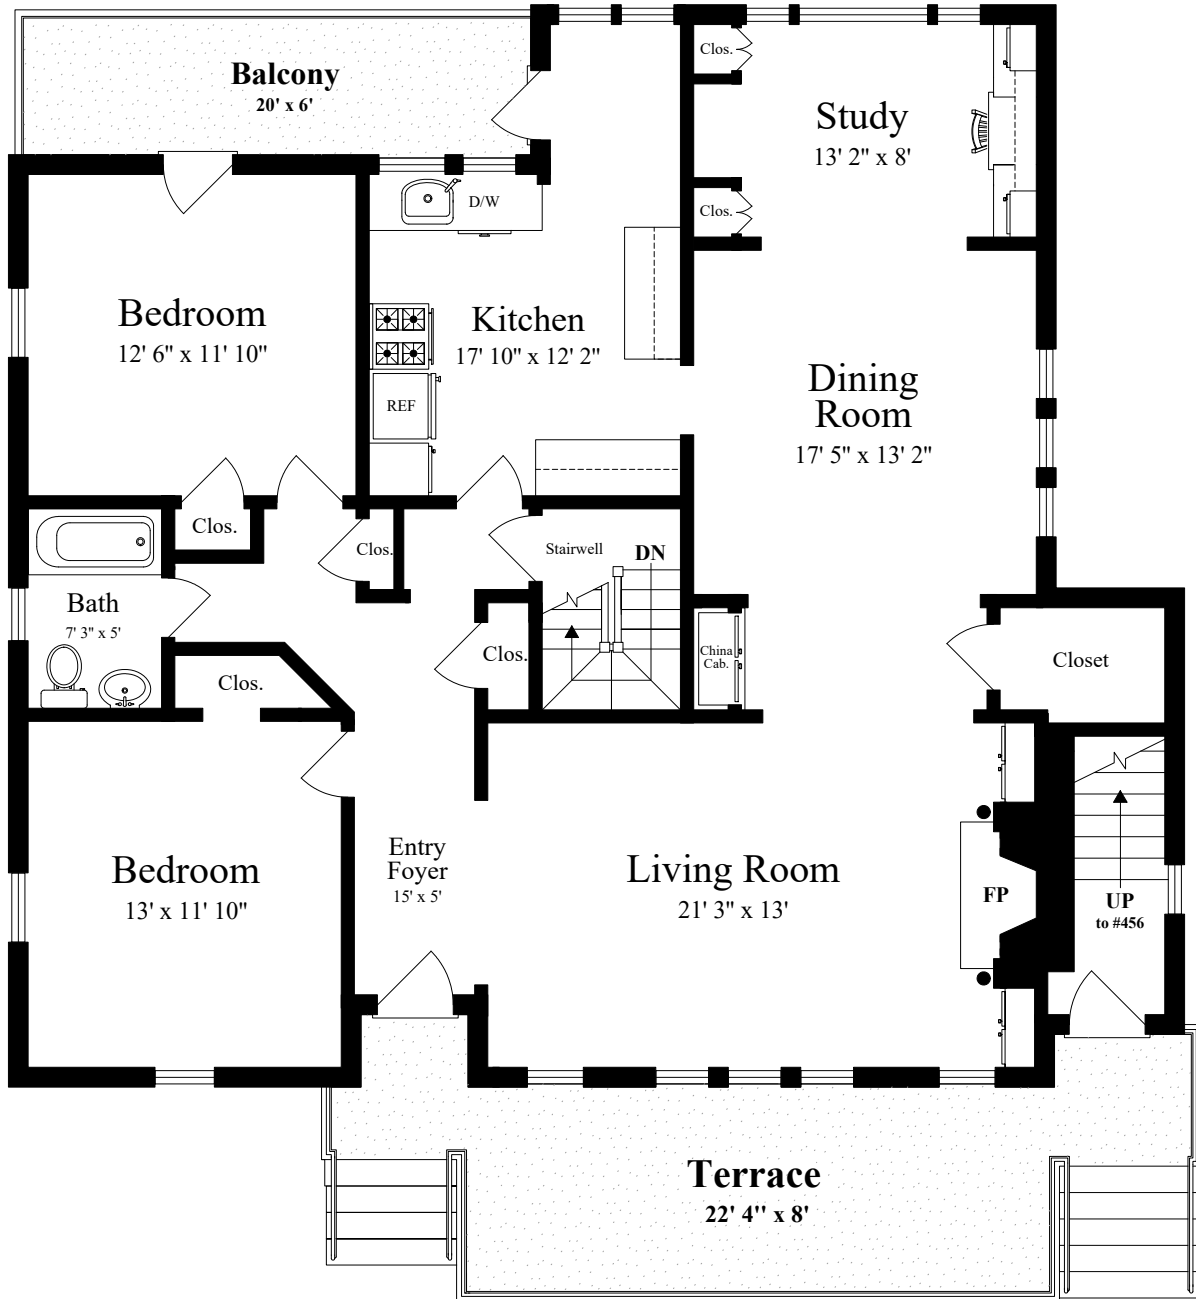 Clos.
Balcony
20' x 6'
Study
13' 2" x 8'
D/W
Clos.
Bedroom
12' 6" x 11' 10"
Kitchen
17' 10" x 12' 2"
Dining
Room
17' 5" x 13' 2"
REF
Clos.
Clos.
Stairwell
DN
Bath
7' 3" x 5'
Clos.
China
Cab.
Closet
Clos.
Bedroom
13' x 11' 10"
Entry
Foyer
15' x 5'
Living Room
21' 3" x 13'
FP
UP
to #456
Terrace
22' 4" x 8'